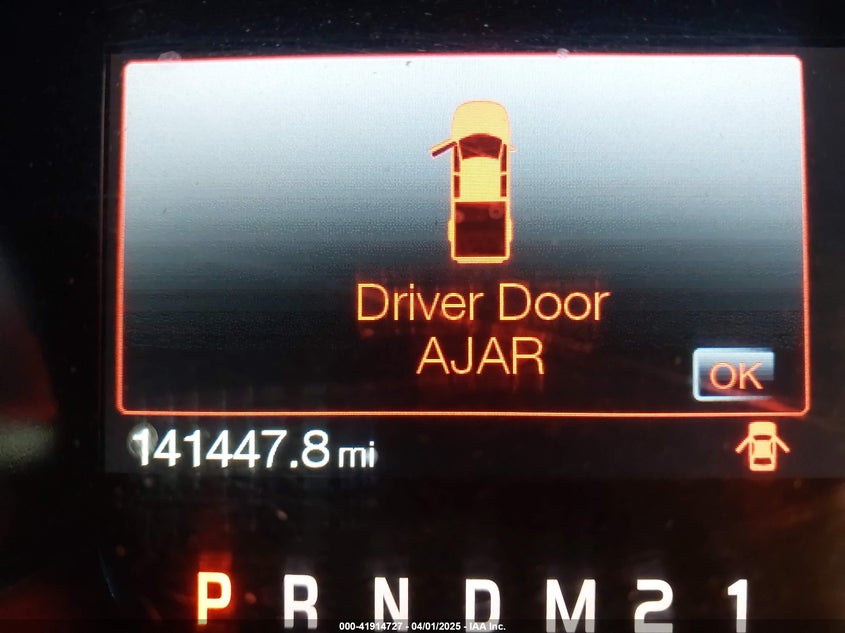 Driver Door
AJAR
OK
141447.8 mi
P R N D M 2 1
000-41914727 - 04/01/2025 - IAA Inc.